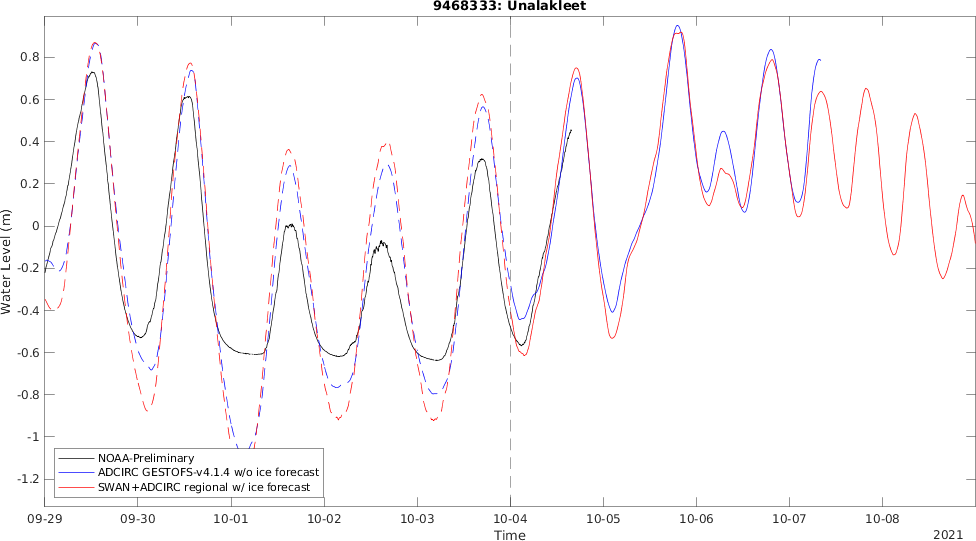 9468333: Unalakleet
Water Level (m)
0.8
0.6
0.4
0.2
0
-0.2
-0.4
-0.6
-0.8
-1
-1.2
NOAA-Preliminary
ADCIRC GESTOFS-v4.1.4 w/o ice forecast
SWAN+ADCIRC regional w/ ice forecast
09-29 09-30 10-01 10-02 10-03 10-04 10-05 10-06 10-07 10-08
Time
2021